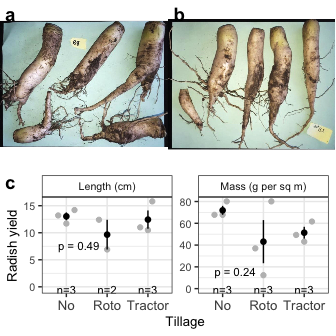 a
b
c
Length (cm)
Mass (g per sq m)
Radish yield
15
10
5
0
p = 0.49
n=3
n=2
n=3
No
Roto
Tractor
80
60
40
20
0
p = 0.24
n=3
n=3
n=3
No
Roto
Tractor
Tillage